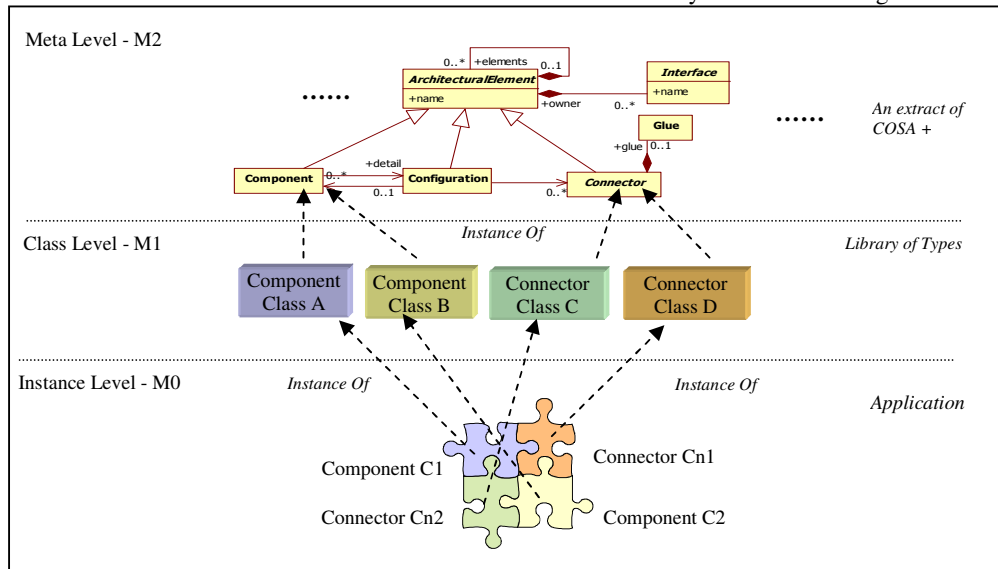 Meta Level - M2
0..*
+elements
0..1
ArchitecturalElement
+name
+owner
0..*
Interface
+name
......
......
An extract of
COSA +
Glue
+glue
0..1
+detail
Component
0..*
0..1
Configuration
0..*
Connector
Instance Of
Class Level - M1
Library of Types
Component
Class A
Component
Class B
Connector
Class C
Connector
Class D
Instance Level - M0
Instance Of
Instance Of
Application
Component C1
Connector Cn1
Connector Cn2
Component C2